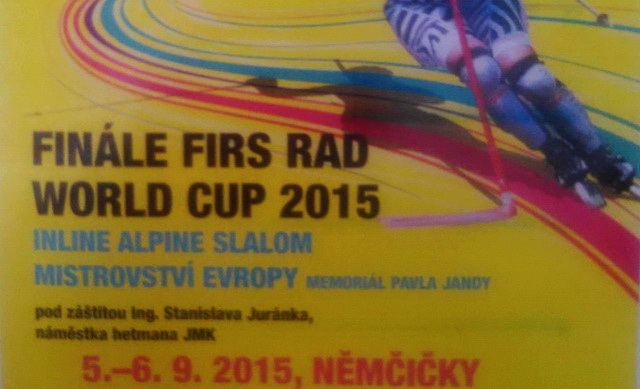 FINÁLE FIRS RAD
WORLD CUP 2015
INLINE ALPINE SLALOM
MISTROVSTVÍ EVROPY MEMORIÁL PAVLA JANDY
pod záštitou Ing. Stanislava Juránka,
náměstka hetmana JMK
5.–6. 9. 2015, NĚMČIČKY